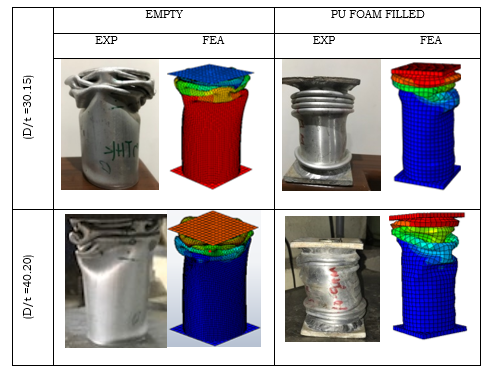 EMPTY
PU FOAM FILLED
EXP
FEA
EXP
FEA
(D/t =30.15)
(D/t =40.20)